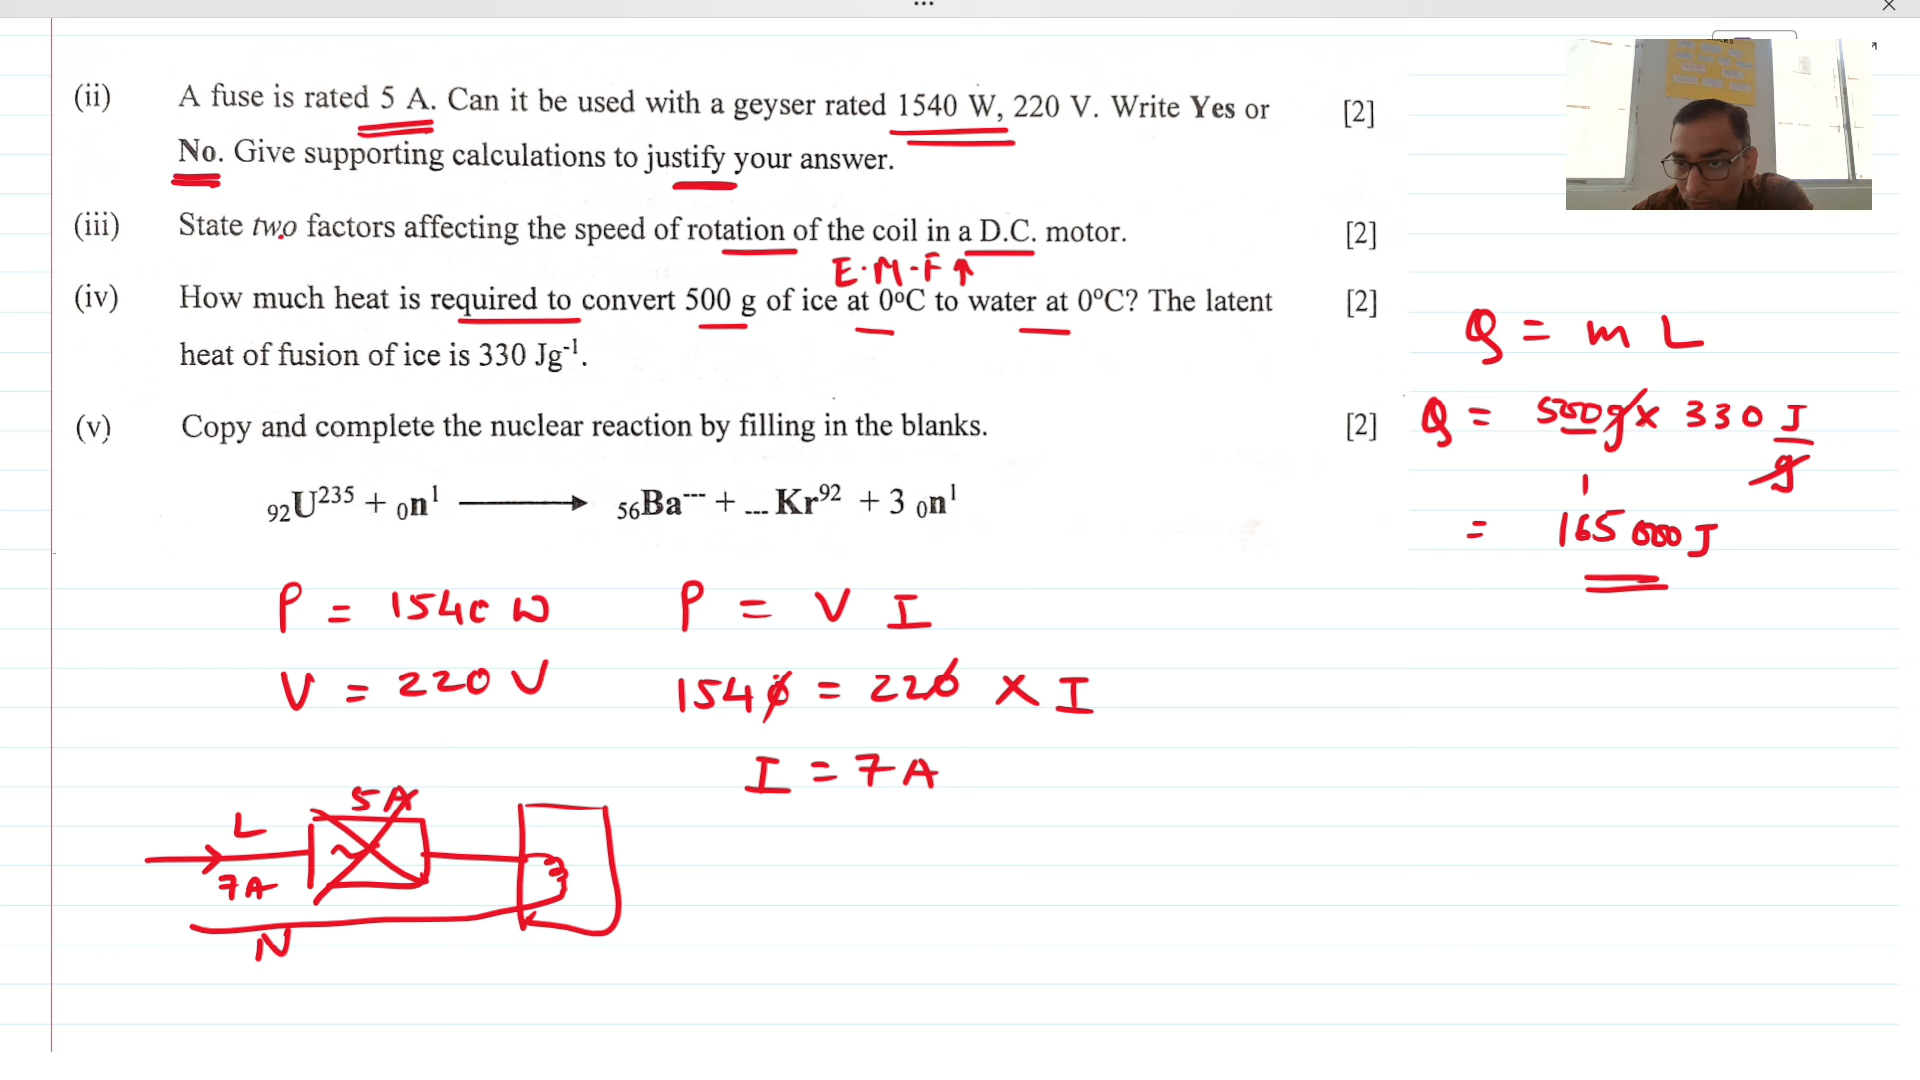 (ii) A fuse is rated 5 A. Can it be used with a geyser rated 1540 W, 220 V. Write Yes or [2]
No. Give supporting calculations to justify your answer.
(iii) State two factors affecting the speed of rotation of the coil in a D.C. motor. [2]
E.M.F ↑
(iv) How much heat is required to convert 500 g of ice at 0°C to water at 0°C? The latent [2]
heat of fusion of ice is 330 Jg⁻¹.
(v) Copy and complete the nuclear reaction by filling in the blanks. [2]
₉₂U²³⁵ + ₀n¹ ⟶ ₅₆Ba⁻⁻⁻ + ... Kr⁹² + 3 ₀n¹
Q = m L
Q = 500g × 330 J/g
= 165000 J
P = 1540 W
V = 220 V
P = V I
1540 = 220 × I
I = 7 A
5 A
L
7 A
N